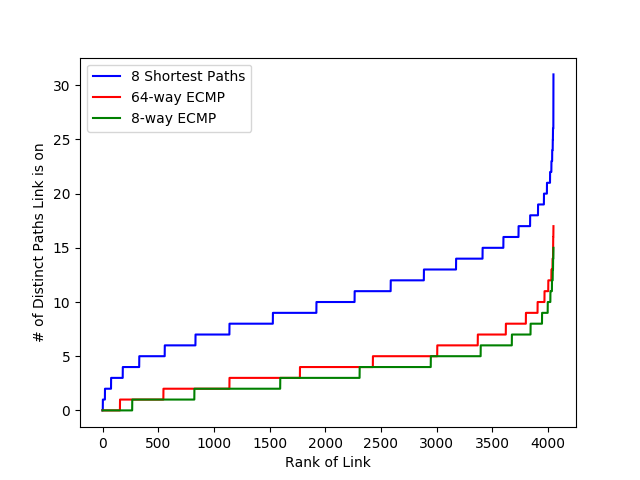 8 Shortest Paths
64-way ECMP
8-way ECMP
30
25
20
15
10
5
0
# of Distinct Paths Link is on
0 500 1000 1500 2000 2500 3000 3500 4000
Rank of Link